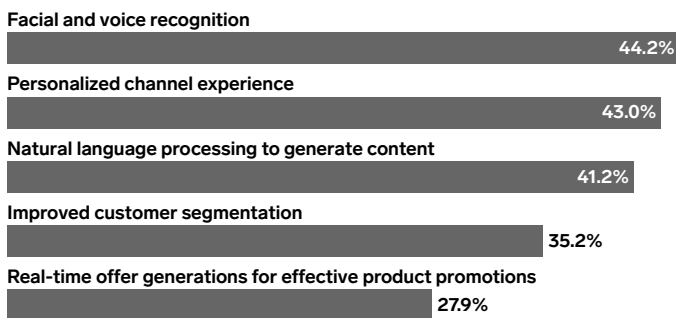 Facial and voice recognition
44.2%
Personalized channel experience
43.0%
Natural language processing to generate content
41.2%
Improved customer segmentation
35.2%
Real-time offer generations for effective product promotions
27.9%